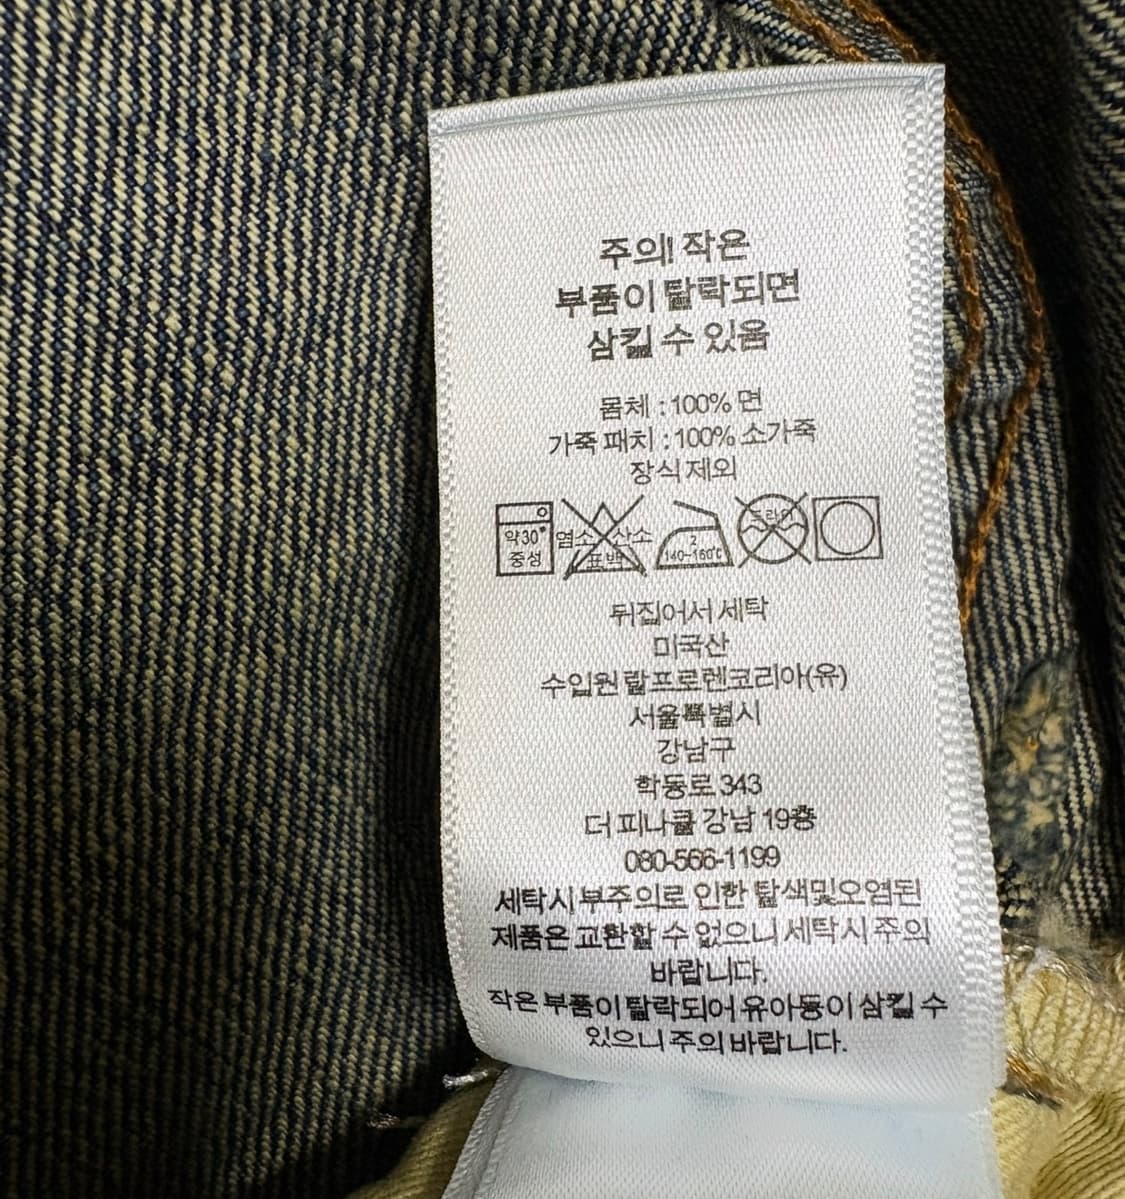 주의! 작은
부품이 탈락되면
삼킬 수 있음
몸체 : 100% 면
가죽 패치 : 100% 소가죽
장식 제외
약30°
중성
염소 산소
표백
2
140~160℃
드라이
뒤집어서 세탁
미국산
수입원 랄프로렌코리아(유)
서울특별시
강남구
학동로 343
더 피나클 강남 19층
080-566-1199
세탁시 부주의로 인한 탈색및오염된
제품은 교환할 수 없으니 세탁시 주의
바랍니다.
작은 부품이 탈락되어 유아동이 삼킬 수
있으니 주의 바랍니다.